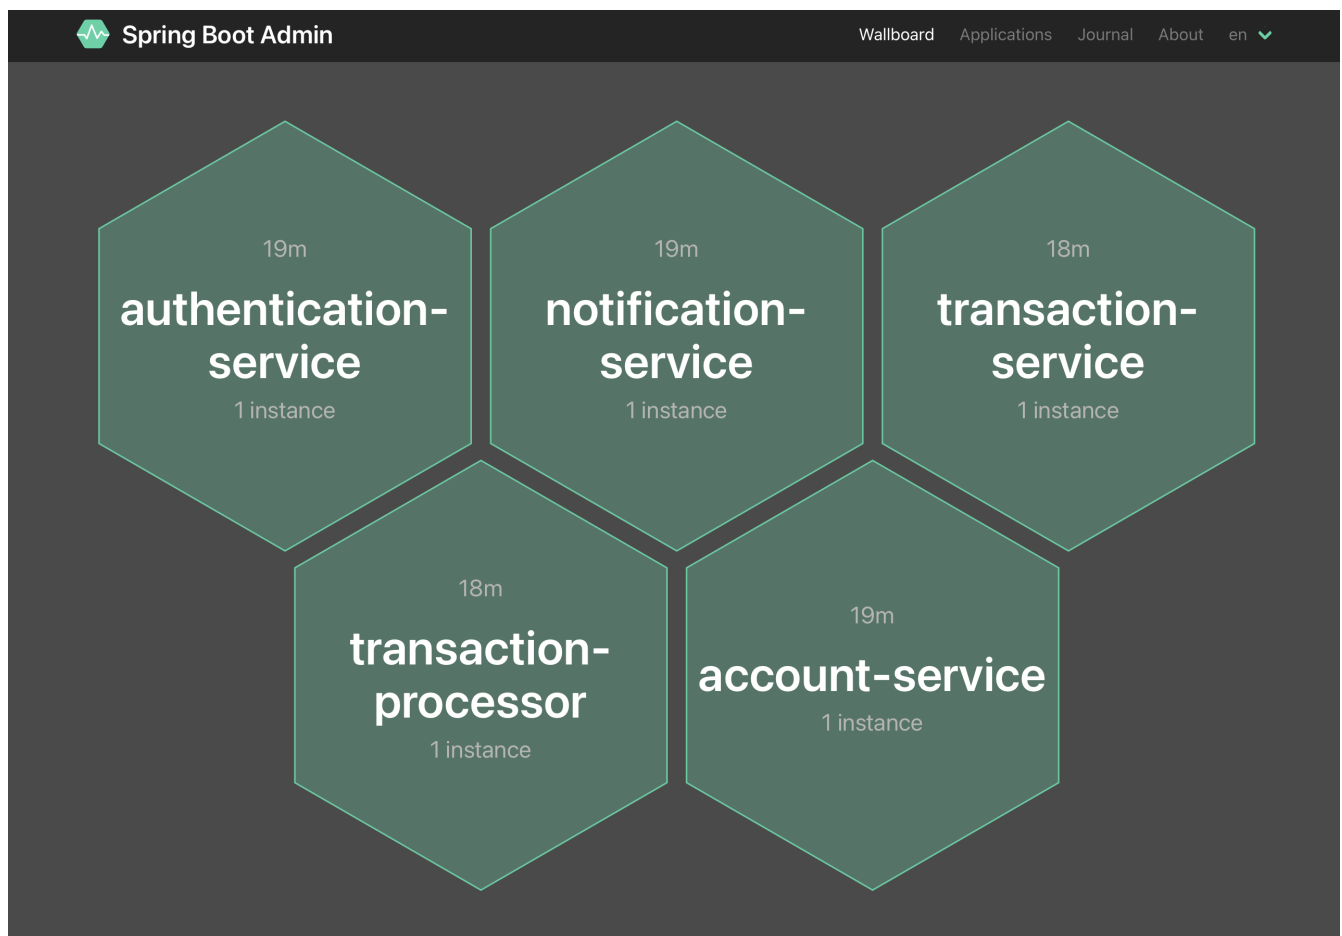 Spring Boot Admin
Wallboard Applications Journal About en
19m
authentication-
service
1 instance
19m
notification-
service
1 instance
18m
transaction-
service
1 instance
18m
transaction-
processor
1 instance
19m
account-service
1 instance